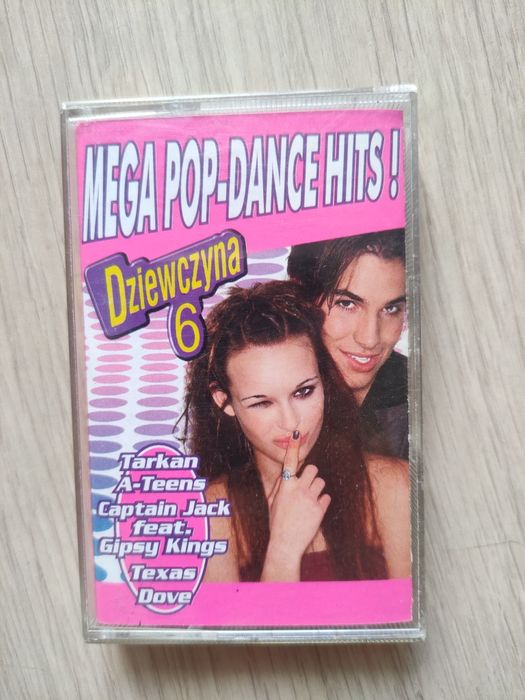 MEGA POP-DANCE HITS !
Dziewczyna
6
Tarkan
A-Teens
Captain Jack
feat.
Gipsy Kings
Texas
Dove